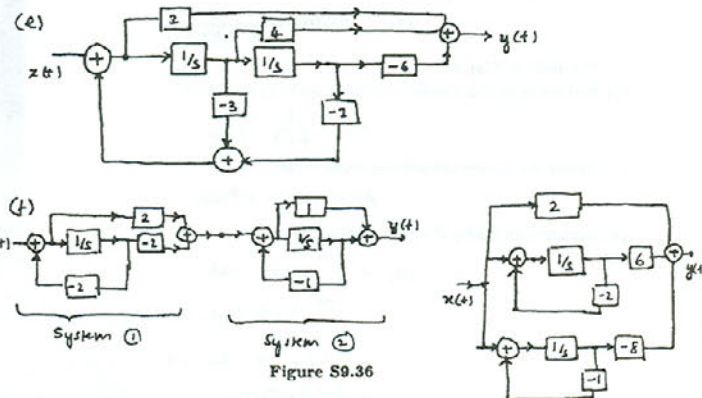 (e)
2
4
x(t)
+
1/s
1/s
-6
+
y(t)
-3
-2
+
(f)
2
+
1/s
-2
+
-2
System ①
1
+
1/s
+
y(t)
-1
System ②
Figure S9.36
2
+
1/s
6
+
-2
x(t)
+
1/s
-8
-1